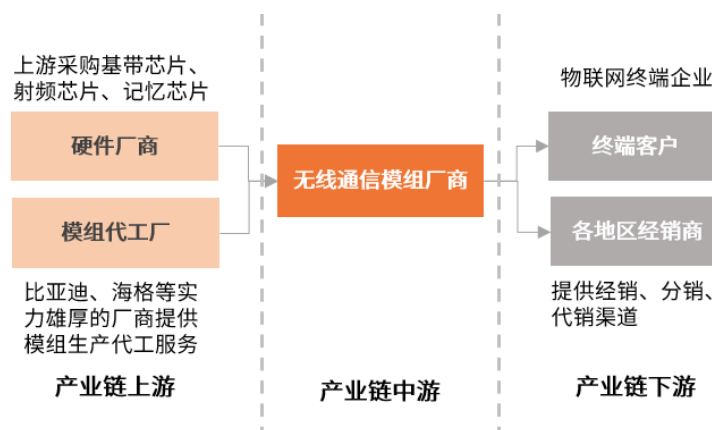 上游采购基带芯片、
射频芯片、记忆芯片
硬件厂商
模组代工厂
比亚迪、海格等实
力雄厚的厂商提供
模组生产代工服务
产业链上游
无线通信模组厂商
产业链中游
物联网终端企业
终端客户
各地区经销商
提供经销、分销、
代销渠道
产业链下游